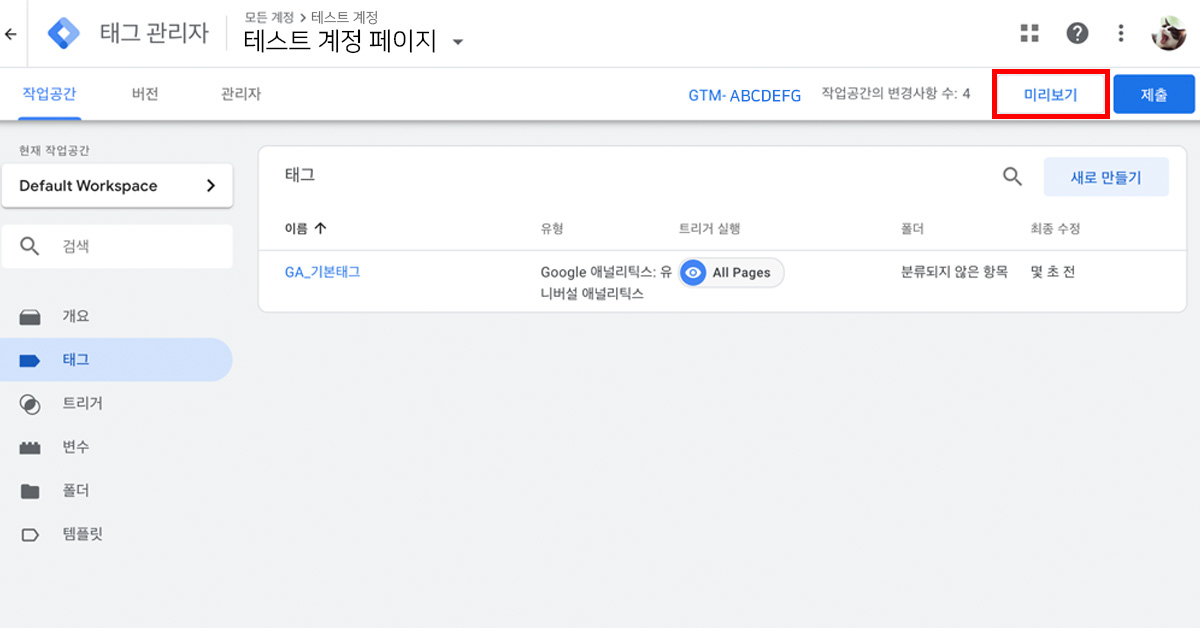 태그 관리자
모든 계정 > 테스트 계정
테스트 계정 페이지
작업공간 버전 관리자 GTM- ABCDEFG 작업공간의 변경사항 수: 4 미리보기 제출
현재 작업공간
Default Workspace
검색
개요
태그
트리거
변수
폴더
템플릿
태그 새로 만들기
이름 유형 트리거 실행 폴더 최종 수정
GA_기본태그 Google 애널리틱스: 유 All Pages 분류되지 않은 항목 몇 초 전
니버설 애널리틱스